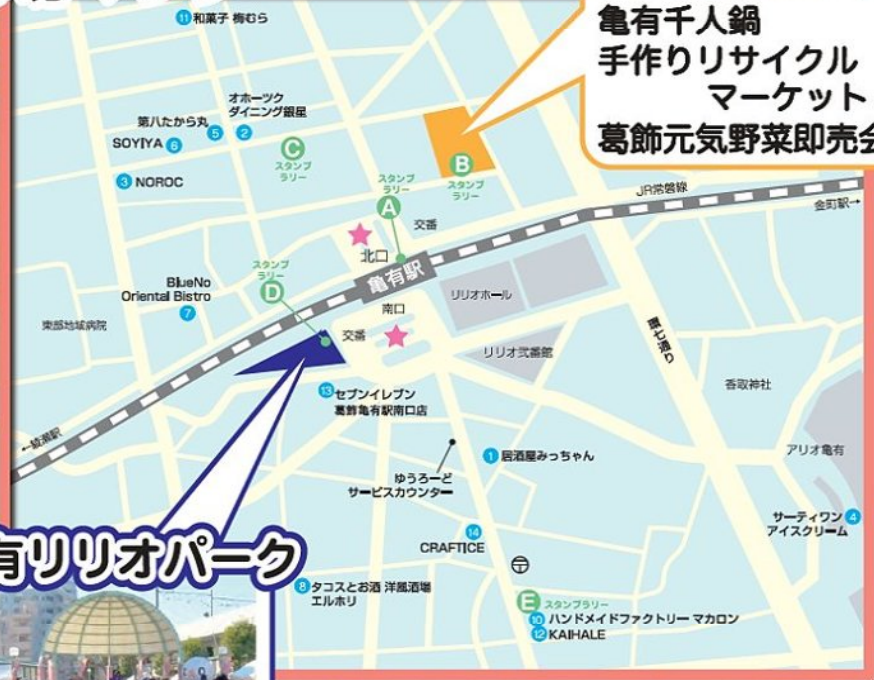 亀有千人鍋
手作りリサイクル
マーケット
葛飾元気野菜即売会
⑪ 和菓子 梅むら
オホーツク
ダイニング銀星
②
第八たから丸
⑤
SOYIYA ⑥
③ NOROC
C
スタンプ
ラリー
B
スタンプ
ラリー
スタンプ
ラリー
A
交番
JR常磐線
金町駅→
北口
亀有駅
スタンプ
ラリー
D
BlueNo
Oriental Bistro
⑦
リリオホール
南口
交番
東部地域病院
環七通り
リリオ弐番館
香取神社
⑬ セブンイレブン
葛飾亀有駅南口店
←綾瀬駅
① 居酒屋みっちゃん
アリオ亀有
ゆうろーど
サービスカウンター
サーティワン ④
アイスクリーム
⑭
CRAFTICE
有リリオパーク
⑧ タコスとお酒 洋風酒場
エルホリ
E スタンプラリー
⑩ ハンドメイドファクトリー マカロン
⑫ KAIHALE